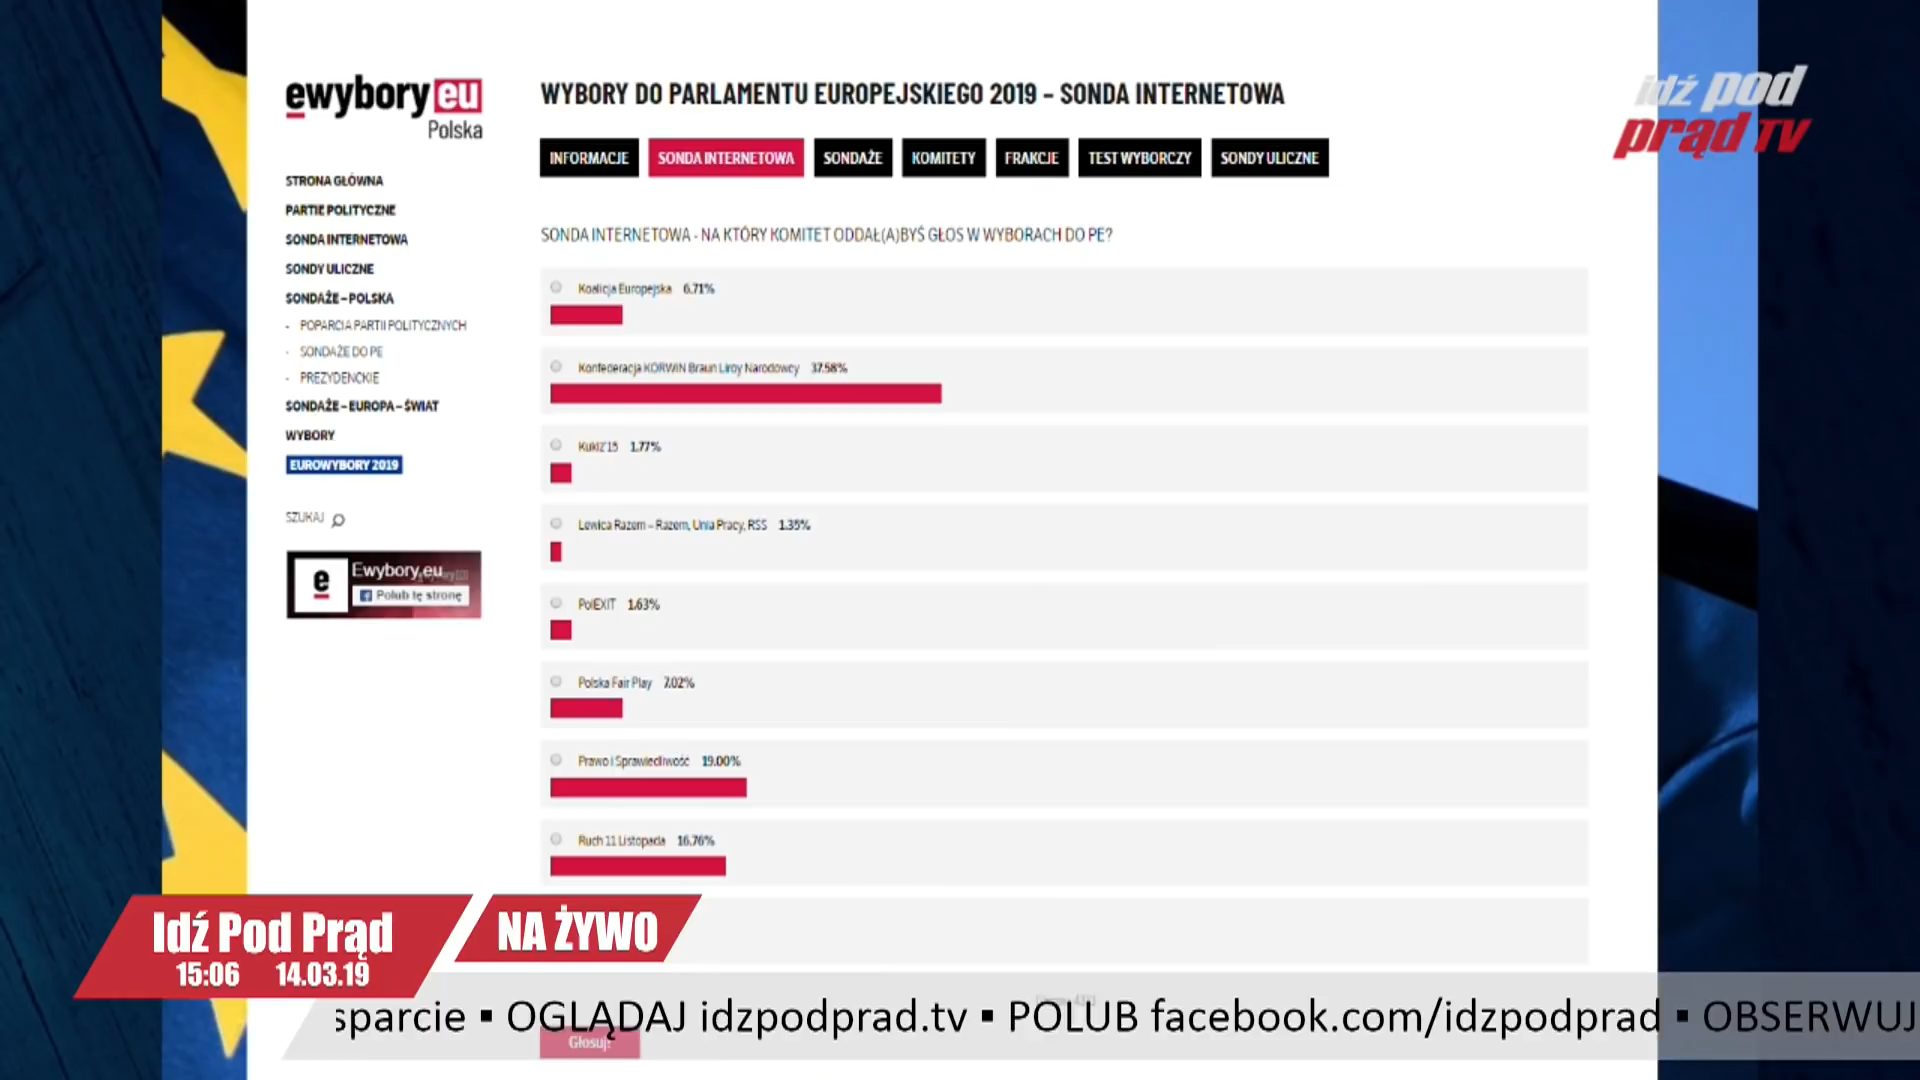 ewybory eu
Polska
WYBORY DO PARLAMENTU EUROPEJSKIEGO 2019 – SONDA INTERNETOWA
idź pod
prąd TV
INFORMACJE
SONDA INTERNETOWA
SONDAŻE
KOMITETY
FRAKCJE
TEST WYBORCZY
SONDY ULICZNE
STRONA GŁÓWNA
PARTIE POLITYCZNE
SONDA INTERNETOWA
SONDY ULICZNE
SONDAŻE – POLSKA
- POPARCIA PARTII POLITYCZNYCH
- SONDAŻE DO PE
- PREZYDENCKIE
SONDAŻE – EUROPA – ŚWIAT
WYBORY
EUROWYBORY 2019
SZUKAJ
e
Ewybory.eu
Polub tę stronę
SONDA INTERNETOWA - NA KTÓRY KOMITET ODDAŁ(A)BYŚ GŁOS W WYBORACH DO PE?
Koalicja Europejska 6.71%
Konfederacja KORWiN Braun Liroy Narodowcy 37.58%
Kukiz'15 1.77%
Lewica Razem – Razem, Unia Pracy, RSS 1.35%
PolEXIT 1.63%
Polska Fair Play 7.02%
Prawo i Sprawiedliwość 19.00%
Ruch 11 Listopada 16.76%
Idź Pod Prąd
15:06 14.03.19
NA ŻYWO
sparcie ▪ OGLĄDAJ idzpodprad.tv ▪ POLUB facebook.com/idzpodprad ▪ OBSERWUJ
Głosuj!